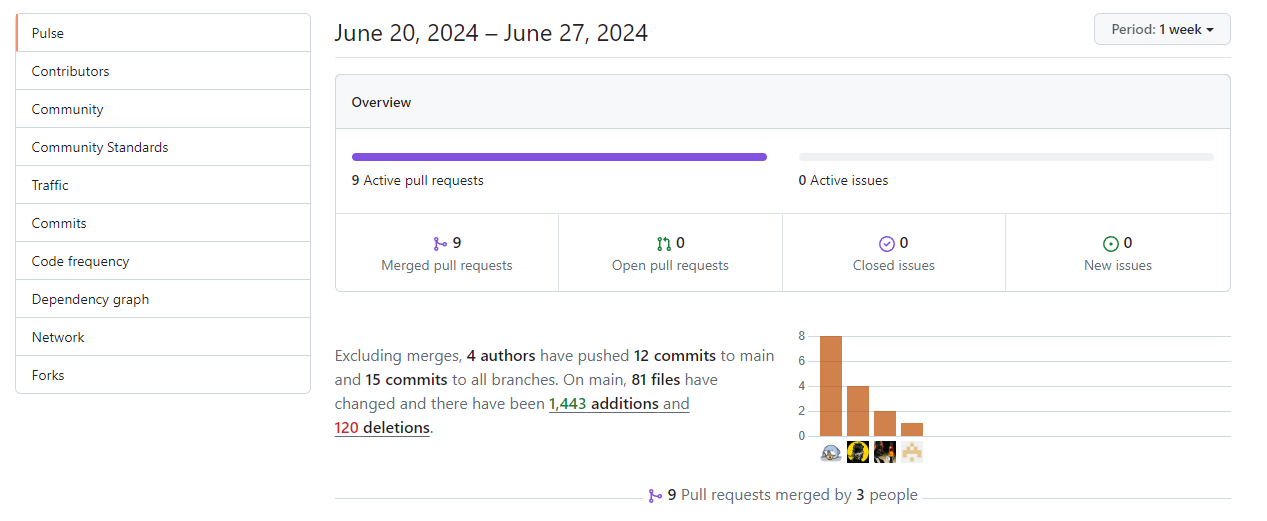 Pulse
Contributors
Community
Community Standards
Traffic
Commits
Code frequency
Dependency graph
Network
Forks
June 20, 2024 – June 27, 2024
Period: 1 week
Overview
9 Active pull requests
0 Active issues
9
Merged pull requests
0
Open pull requests
0
Closed issues
0
New issues
Excluding merges, 4 authors have pushed 12 commits to main
and 15 commits to all branches. On main, 81 files have
changed and there have been 1,443 additions and
120 deletions.
8
6
4
2
0
9 Pull requests merged by 3 people